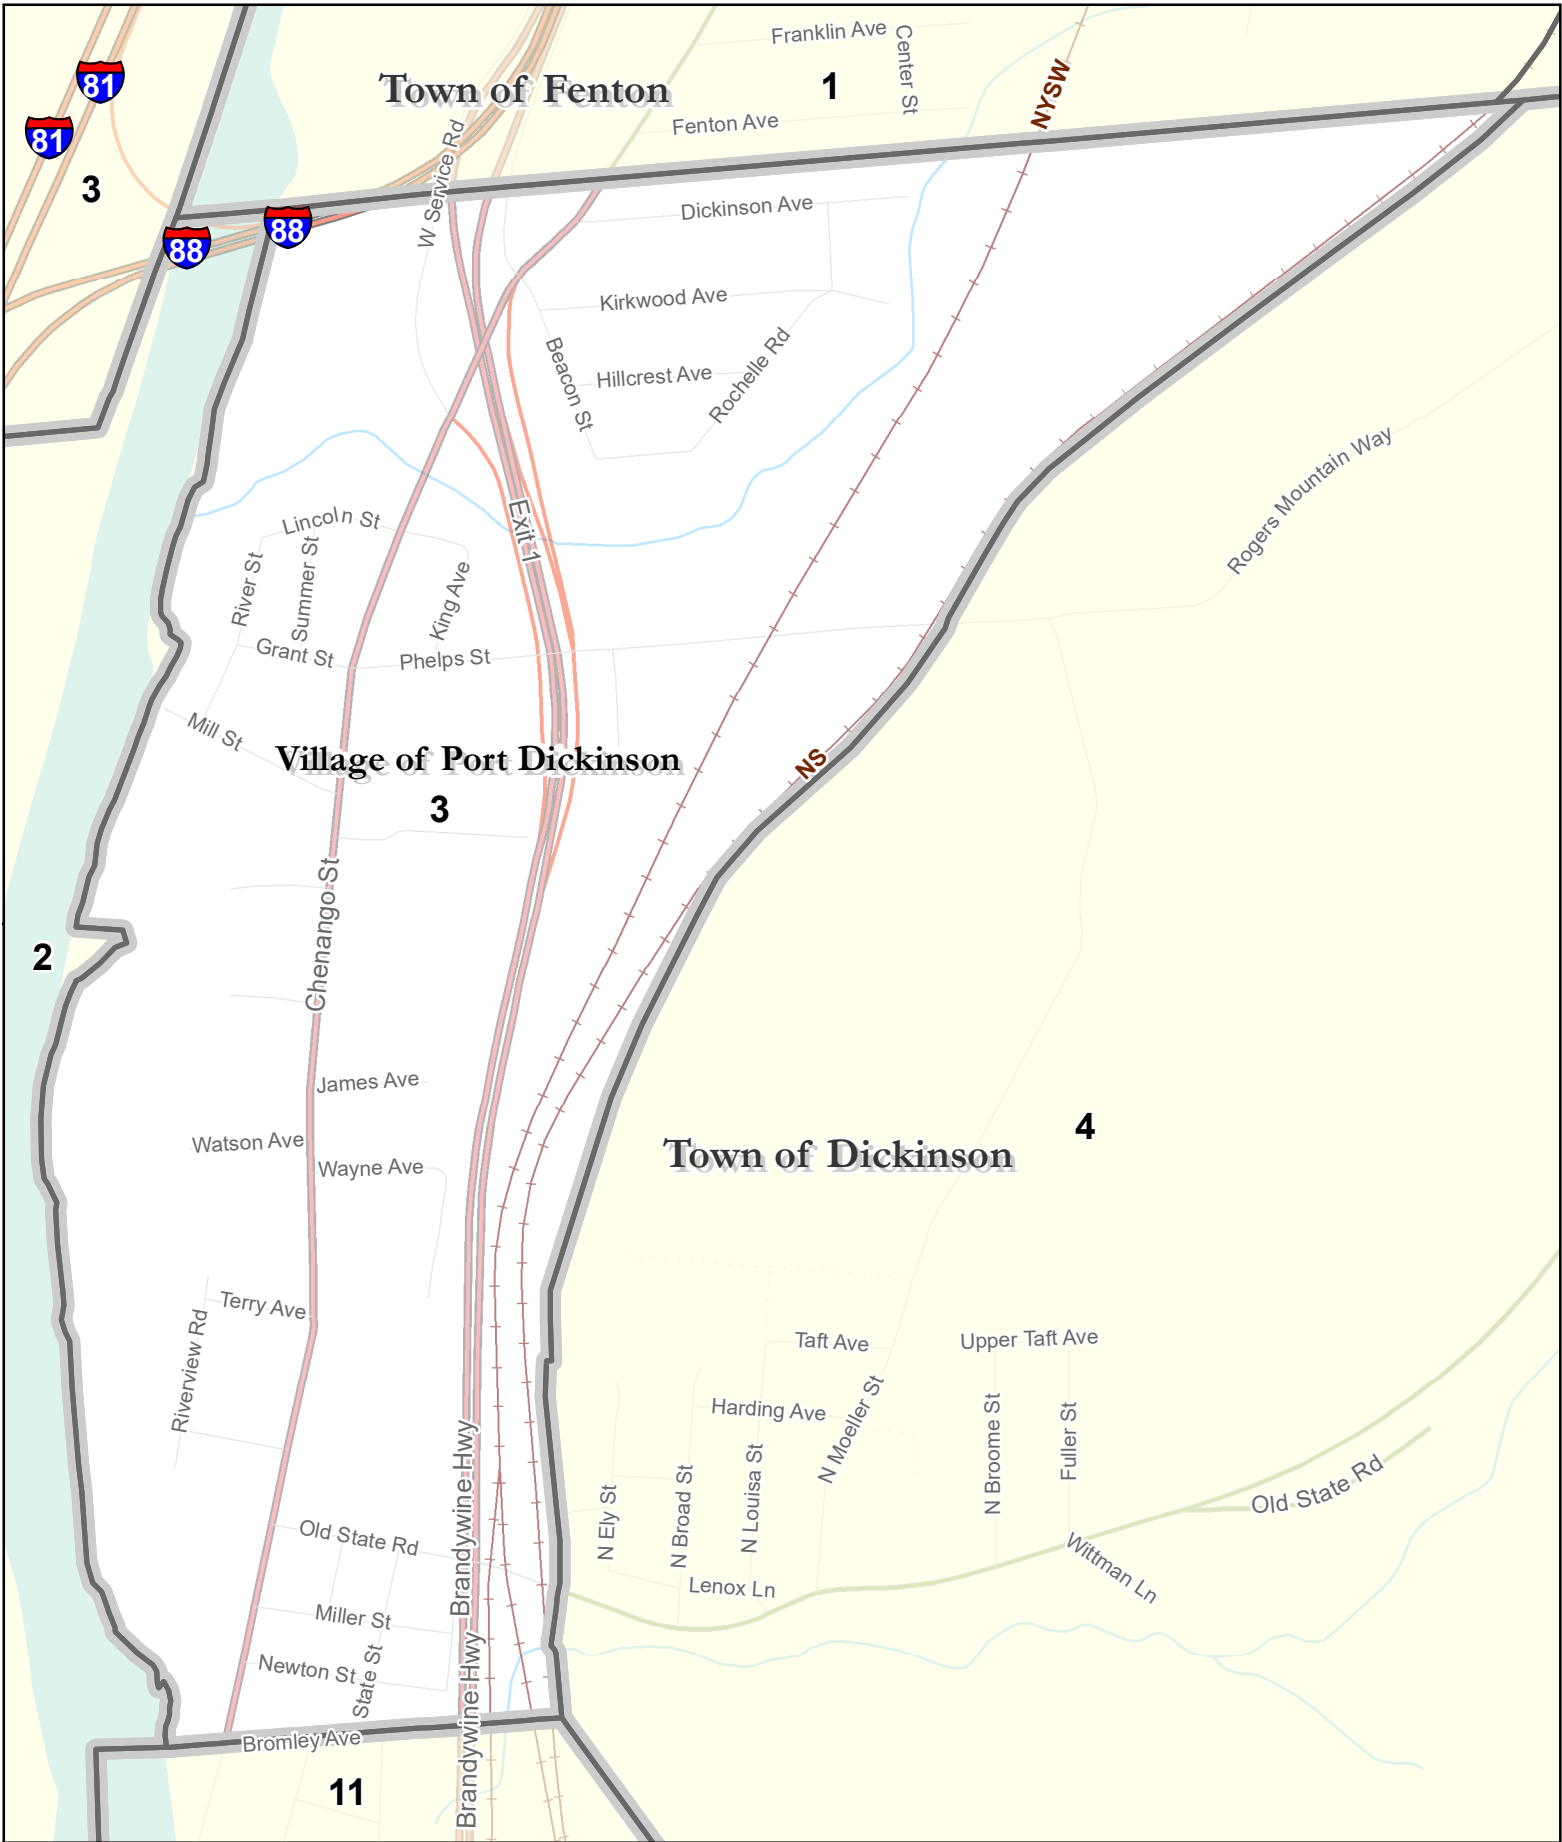 Franklin Ave
Center St
81
Town of Fenton
1
NYSW
81
Fenton Ave
W Service Rd
3
Dickinson Ave
88
88
Kirkwood Ave
Beacon St
Hillcrest Ave
Rochelle Rd
Rogers Mountain Way
Exit 1
Lincoln St
River St
Summer St
King Ave
Grant St
Phelps St
Mill St
Village of Port Dickinson
NS
3
Chenango St
2
James Ave
4
Watson Ave
Town of Dickinson
Wayne Ave
Terry Ave
Riverview Rd
Taft Ave
Upper Taft Ave
Harding Ave
N Moeller St
N Broome St
Fuller St
Brandywine Hwy
N Ely St
N Broad St
N Louisa St
Old State Rd
Old State Rd
Wittman Ln
Lenox Ln
Miller St
Newton St
State St
Brandywine Hwy
Bromley Ave
11